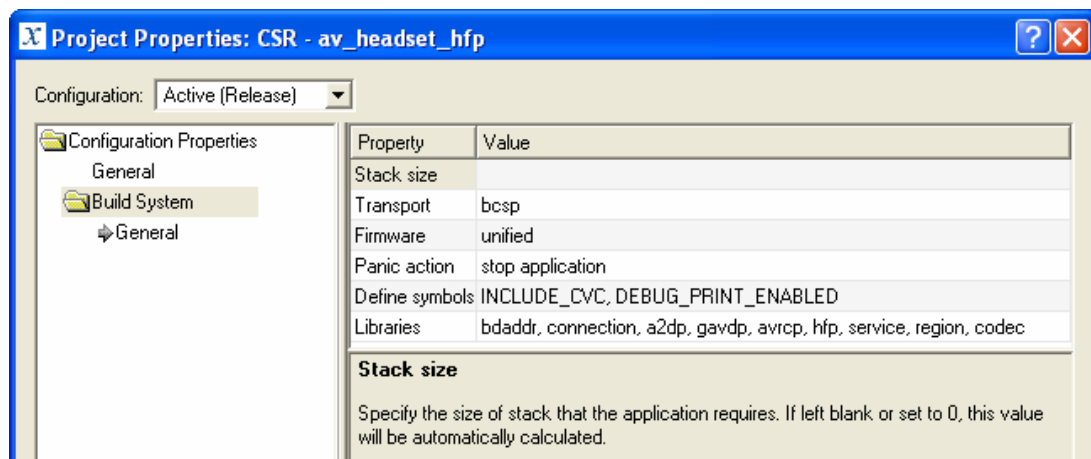 Project Properties: CSR - av_headset_hfp
Configuration: Active (Release)
Configuration Properties
General
Build System
General
Property Value
Stack size
Transport bcsp
Firmware unified
Panic action stop application
Define symbols INCLUDE_CVC, DEBUG_PRINT_ENABLED
Libraries bdaddr, connection, a2dp, gavdp, avrcp, hfp, service, region, codec
Stack size
Specify the size of stack that the application requires. If left blank or set to 0, this value
will be automatically calculated.